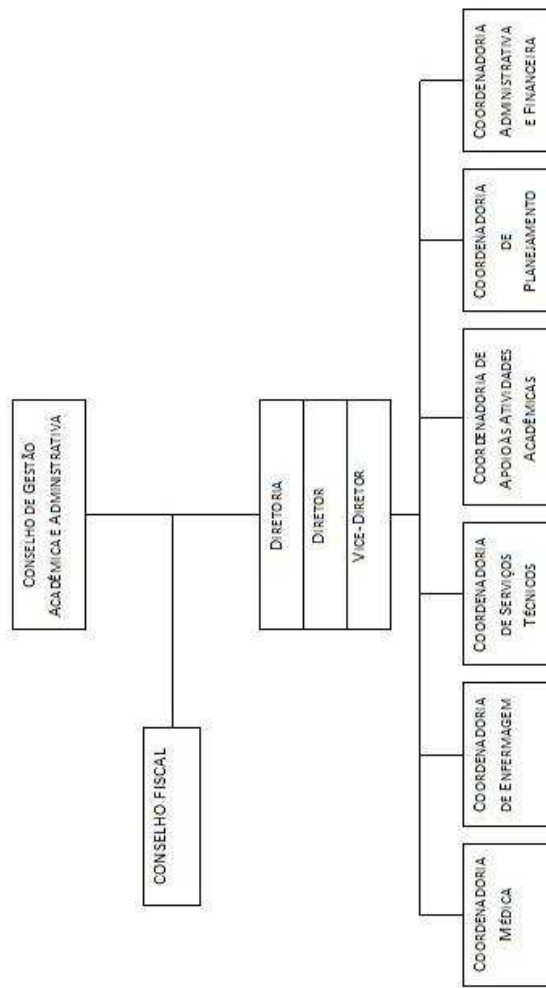 CONSELHO DE GESTÃO
ACADÊMICA E ADMINISTRATIVA
CONSELHO FISCAL
DIRETORIA
DIRETOR
VICE-DIRETOR
COORDENADORIA
MÉDICA
COORDENADORIA
DE ENFERMAGEM
COORDENADORIA
DE SERVIÇOS
TÉCNICOS
COORDENADORIA DE
APOIO ÀS ATIVIDADES
ACADÊMICAS
COORDENADORIA
DE
PLANEJAMENTO
COORDENADORIA
ADMINISTRATIVA
E FINANCEIRA